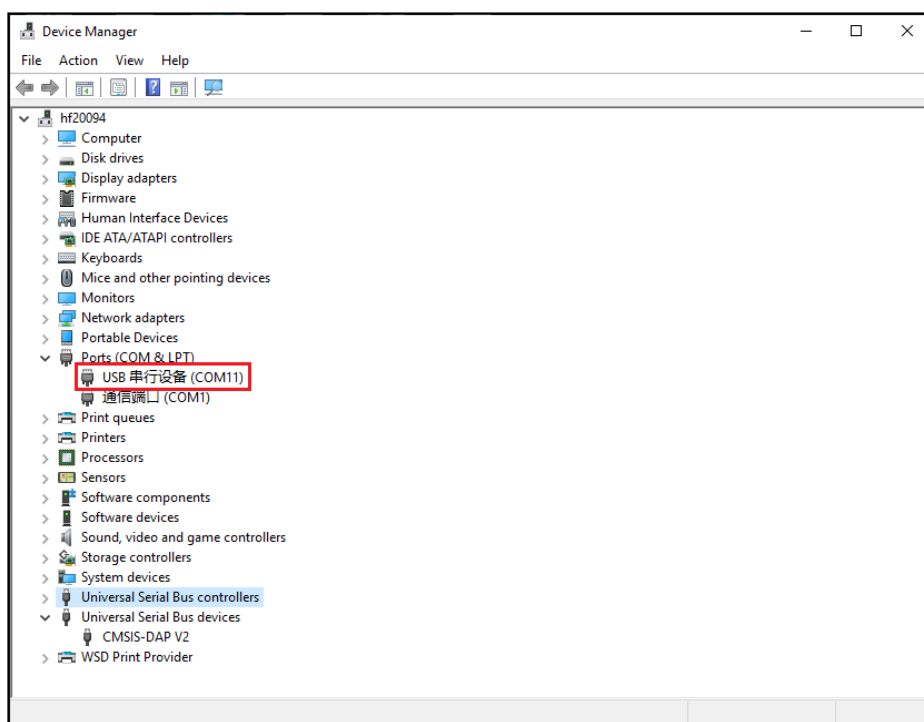 Device Manager
File Action View Help
hf20094
Computer
Disk drives
Display adapters
Firmware
Human Interface Devices
IDE ATA/ATAPI controllers
Keyboards
Mice and other pointing devices
Monitors
Network adapters
Portable Devices
Ports (COM & LPT)
USB 串行设备 (COM11)
通信端口 (COM1)
Print queues
Printers
Processors
Sensors
Software components
Software devices
Sound, video and game controllers
Storage controllers
System devices
Universal Serial Bus controllers
Universal Serial Bus devices
CMSIS-DAP V2
WSD Print Provider